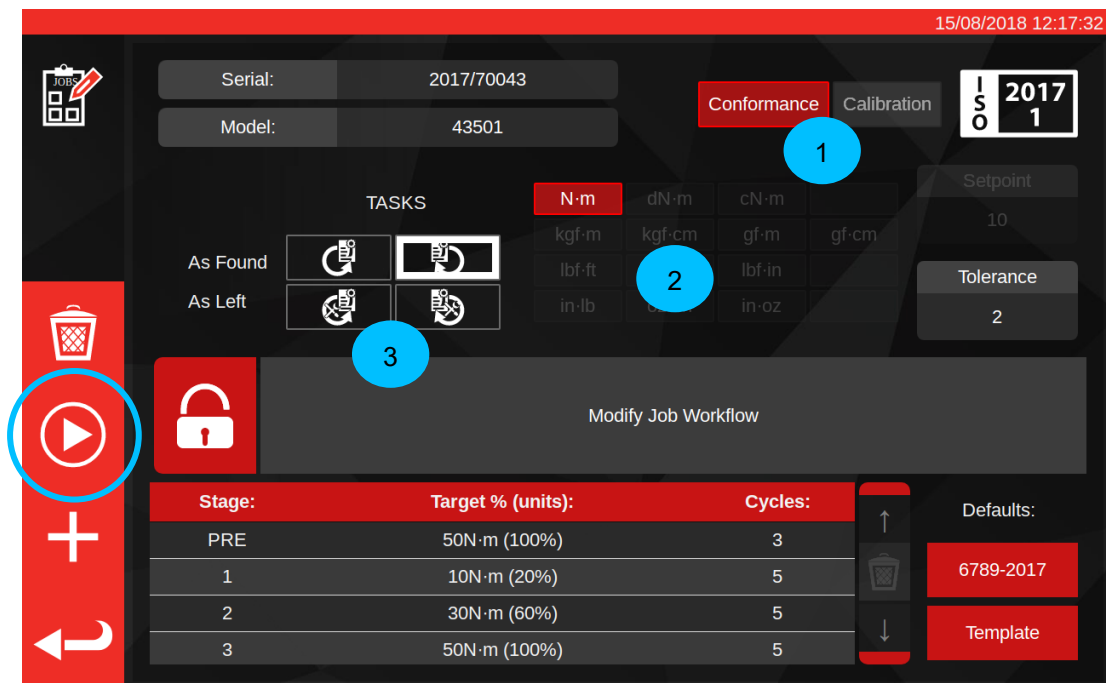 15/08/2018 12:17:32
JOBS
Serial: 2017/70043
Model: 43501
Conformance Calibration
ISO 2017 1
1
TASKS
N·m dN·m cN·m
kgf·m kgf·cm gf·m gf·cm
lbf·ft lbf·in
in·lb in·oz
2
Setpoint
10
Tolerance
2
As Found
As Left
3
Modify Job Workflow
Stage: Target % (units): Cycles:
PRE 50N·m (100%) 3
1 10N·m (20%) 5
2 30N·m (60%) 5
3 50N·m (100%) 5
Defaults:
6789-2017
Template